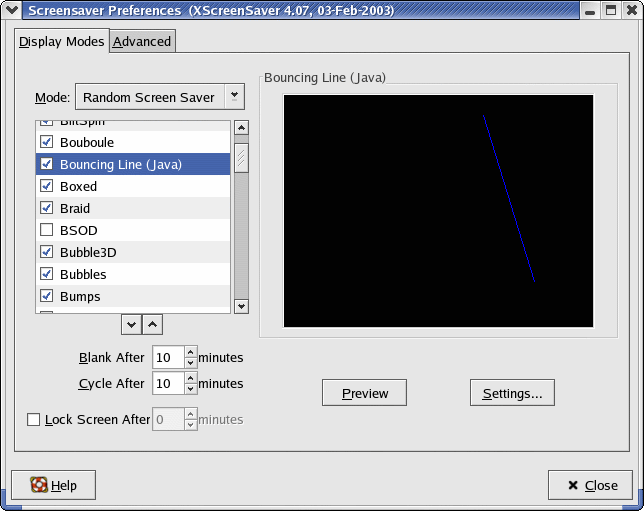 Screensaver Preferences (XScreenSaver 4.07, 03-Feb-2003)
Display Modes
Advanced
Mode: Random Screen Saver
BlitSpin
Bouboule
Bouncing Line (Java)
Boxed
Braid
BSOD
Bubble3D
Bubbles
Bumps
Blank After 10 minutes
Cycle After 10 minutes
Lock Screen After 0 minutes
Bouncing Line (Java)
Preview
Settings...
Help
Close